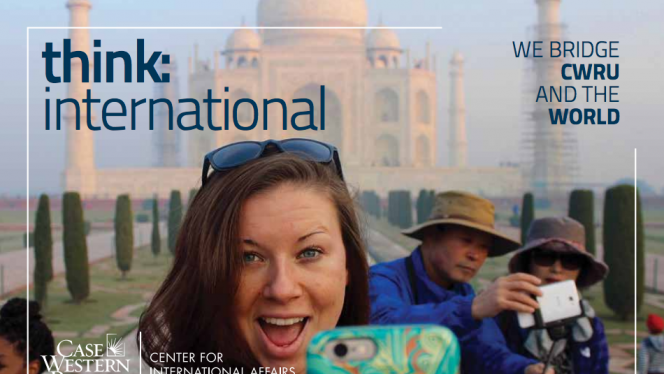 think:
international
WE BRIDGE
CWRU
AND THE
WORLD
CASE
WESTERN
CENTER FOR
INTERNATIONAL AFFAIRS